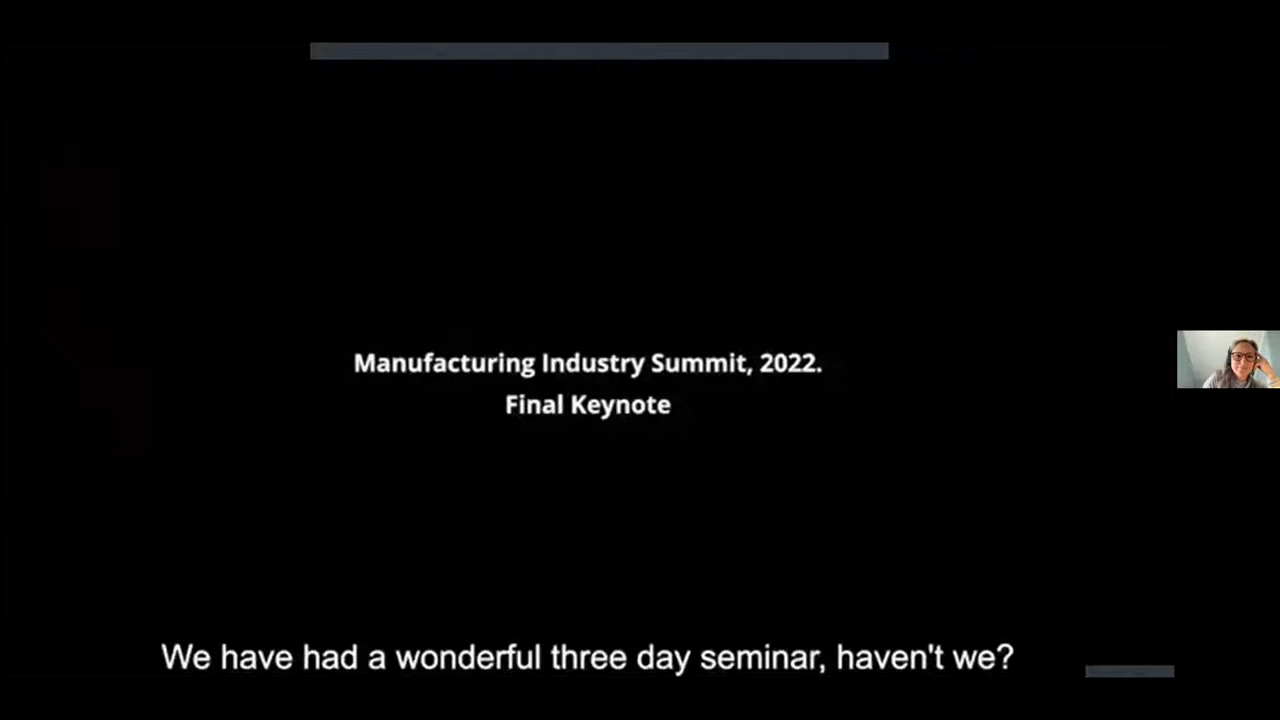 Manufacturing Industry Summit, 2022.
Final Keynote
We have had a wonderful three day seminar, haven't we?